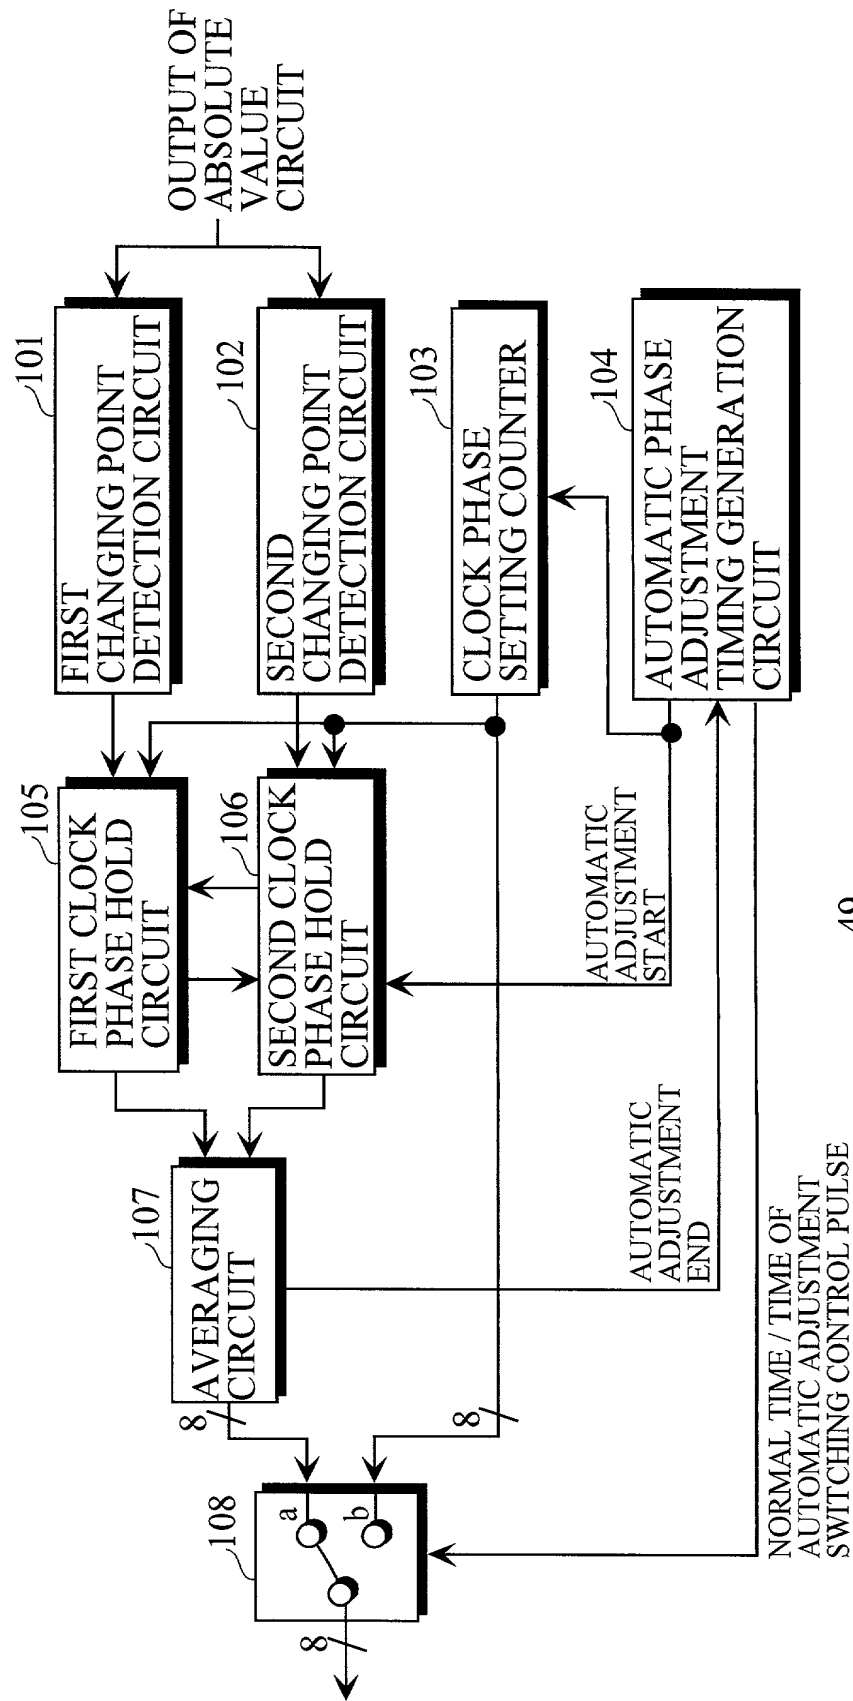 OUTPUT OF
ABSOLUTE
VALUE
CIRCUIT
101
FIRST
CHANGING POINT
DETECTION CIRCUIT
102
SECOND
CHANGING POINT
DETECTION CIRCUIT
103
CLOCK PHASE
SETTING COUNTER
104
AUTOMATIC PHASE
ADJUSTMENT
TIMING GENERATION
CIRCUIT
105
FIRST CLOCK
PHASE HOLD
CIRCUIT
106
SECOND CLOCK
PHASE HOLD
CIRCUIT
AUTOMATIC
ADJUSTMENT
START
107
AVERAGING
CIRCUIT
AUTOMATIC
ADJUSTMENT
END
8
8
108
a
b
8
NORMAL TIME / TIME OF
AUTOMATIC ADJUSTMENT
SWITCHING CONTROL PULSE